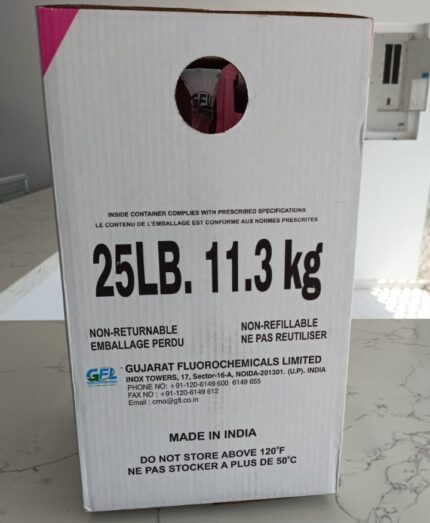 GFL
INSIDE CONTAINER COMPLIES WITH PRESCRIBED SPECIFICATIONS
LE CONTENU DE L'EMBALLAGE EST CONFORME AUX NORMES PRESCRITES
25LB. 11.3 kg
NON-RETURNABLE
EMBALLAGE PERDU
NON-REFILLABLE
NE PAS REUTILISER
GFL
GUJARAT FLUOROCHEMICALS LIMITED
INOX TOWERS, 17, Sector-16-A, NOIDA-201301. (U.P). INDIA
PHONE NO: +91-120-6149 600 6149 655
FAX NO : +91-120-6149 612
Email : cmo@gfl.co.in
MADE IN INDIA
DO NOT STORE ABOVE 120°F
NE PAS STOCKER A PLUS DE 50°C